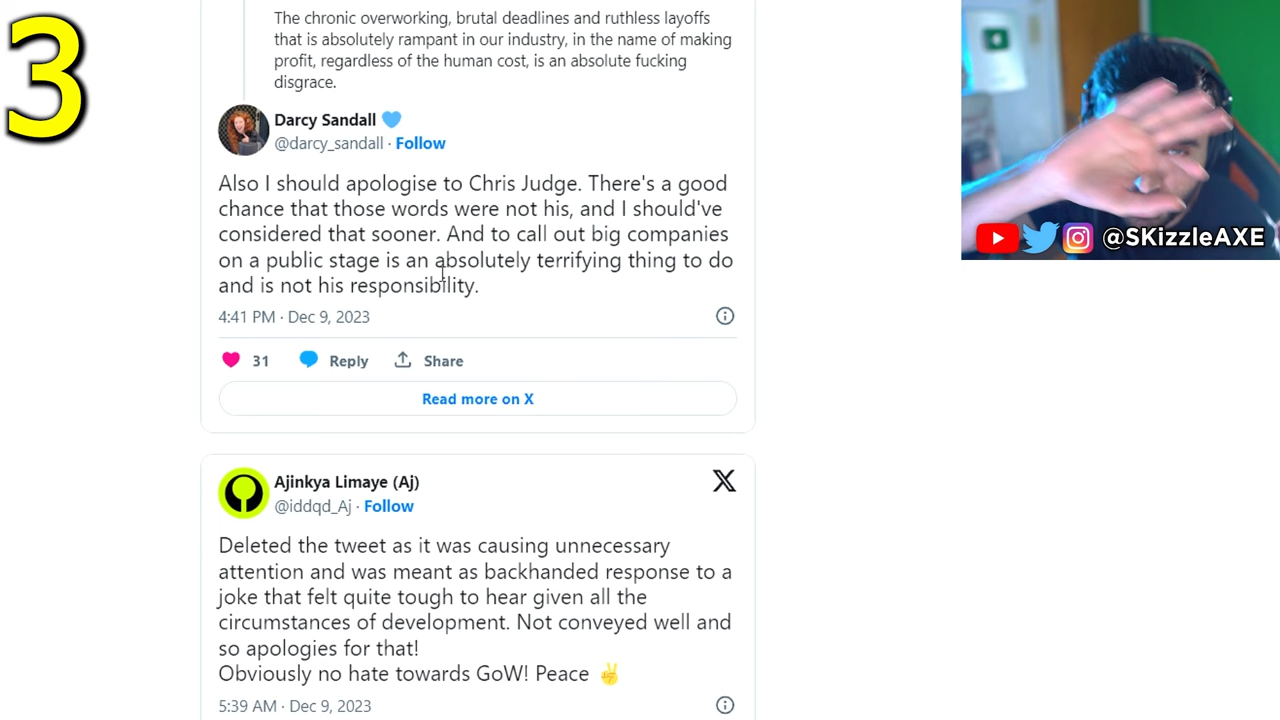 3
The chronic overworking, brutal deadlines and ruthless layoffs
that is absolutely rampant in our industry, in the name of making
profit, regardless of the human cost, is an absolute fucking
disgrace.
Darcy Sandall 💙
@darcy_sandall · Follow
Also I should apologise to Chris Judge. There's a good
chance that those words were not his, and I should've
considered that sooner. And to call out big companies
on a public stage is an absolutely terrifying thing to do
and is not his responsibility.
4:41 PM · Dec 9, 2023
31 Reply Share
Read more on X
Ajinkya Limaye (Aj)
@iddqd_Aj · Follow
Deleted the tweet as it was causing unnecessary
attention and was meant as backhanded response to a
joke that felt quite tough to hear given all the
circumstances of development. Not conveyed well and
so apologies for that!
Obviously no hate towards GoW! Peace ✌️
5:39 AM · Dec 9, 2023
@SKizzleAXE